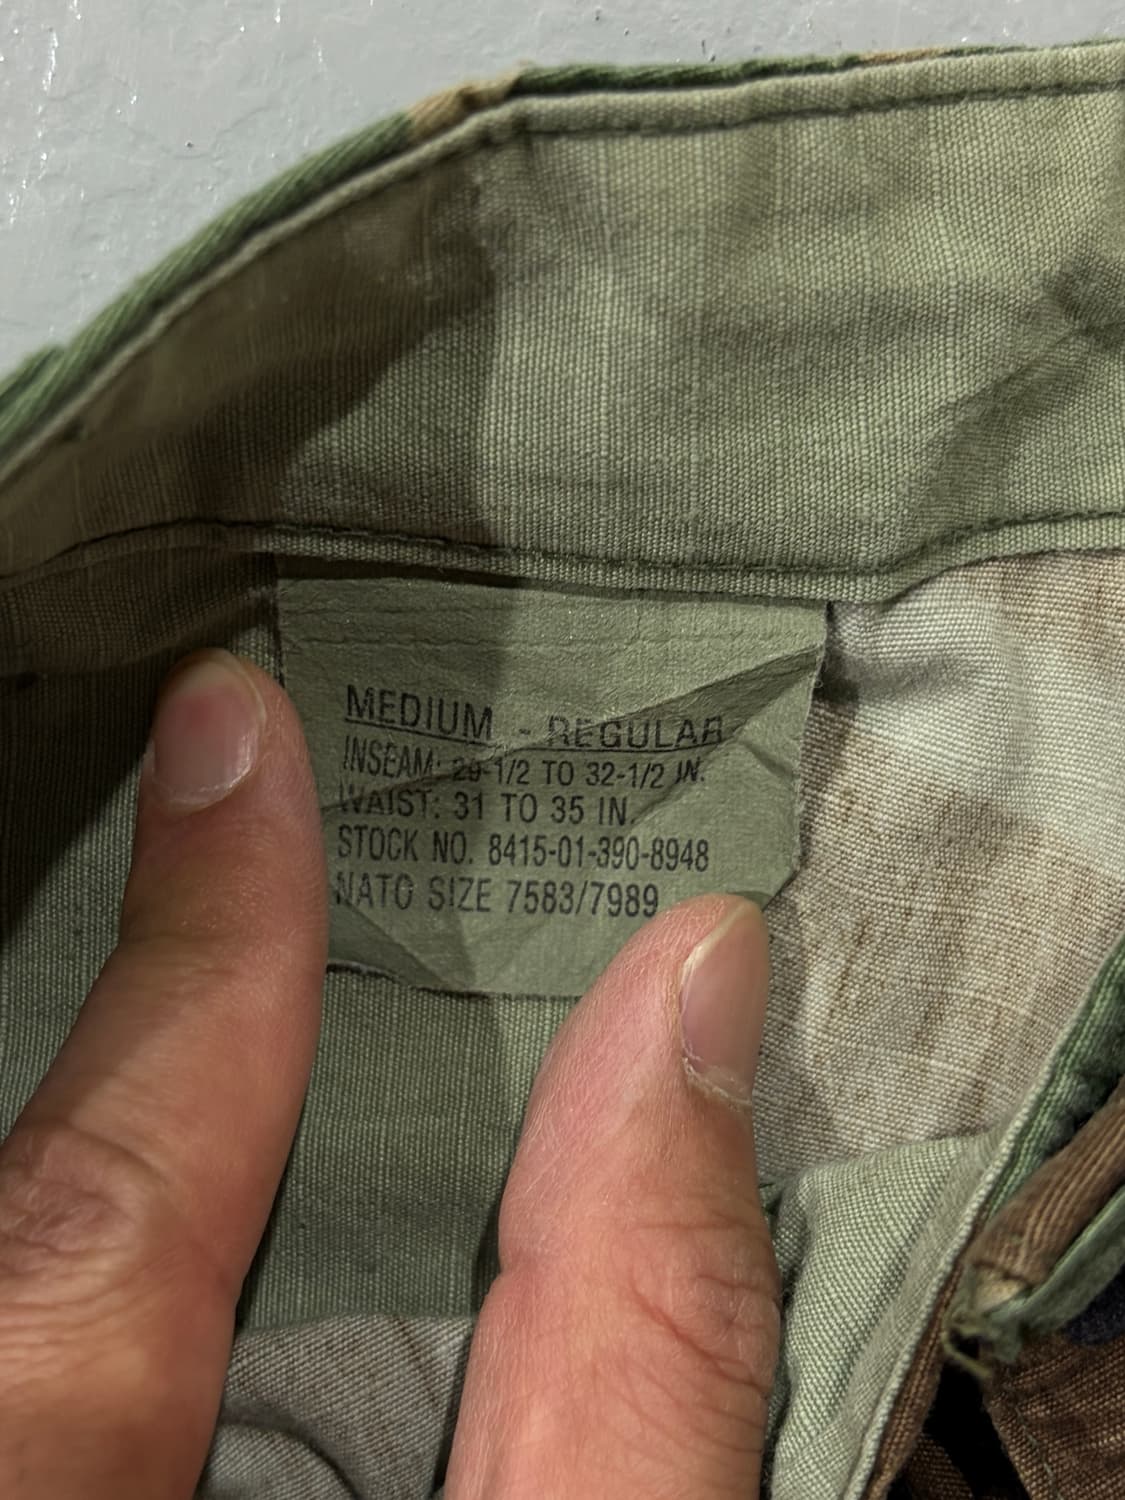 MEDIUM - REGULAR
INSEAM: 29-1/2 TO 32-1/2 IN.
WAIST: 31 TO 35 IN.
STOCK NO. 8415-01-390-8948
NATO SIZE 7583/7989